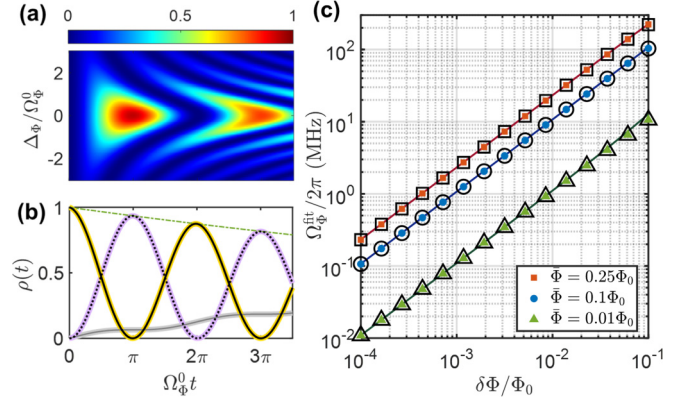 (a)
0 0.5 1
Δ_Φ/Ω_Φ^0
2
0
-2
(b)
ρ(t)
1
0.5
0
0 π 2π 3π
Ω_Φ^0 t
(c)
Ω_Φ^fit/2π (MHz)
10^2
10^1
10^0
10^-1
10^-2
10^-4 10^-3 10^-2 10^-1
δΦ/Φ_0
Φ̄ = 0.25Φ_0
Φ̄ = 0.1Φ_0
Φ̄ = 0.01Φ_0